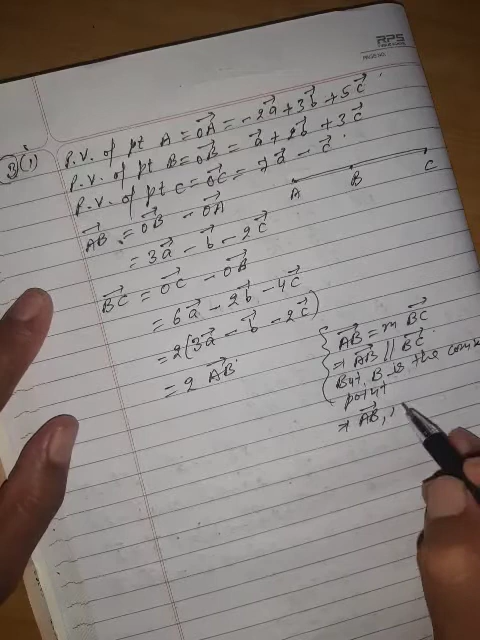 RPS
B (1)
P.V. of pt A = →OA = -2→a + 3→b + 5→c
P.V. of pt B = →OB = →a + 2→b + 3→c
P.V. of pt C = →OC = 7→a - →c.
→AB = →OB - →OA
= 3→a - →b - 2→c
→BC = →OC - →OB
= 6→a - 2→b - 4→c
= 2(3→a - →b - 2→c)
= 2 →AB.
A B C
→AB = m →BC
⇒ →AB || →BC.
But, B is the
point
⇒ →AB,